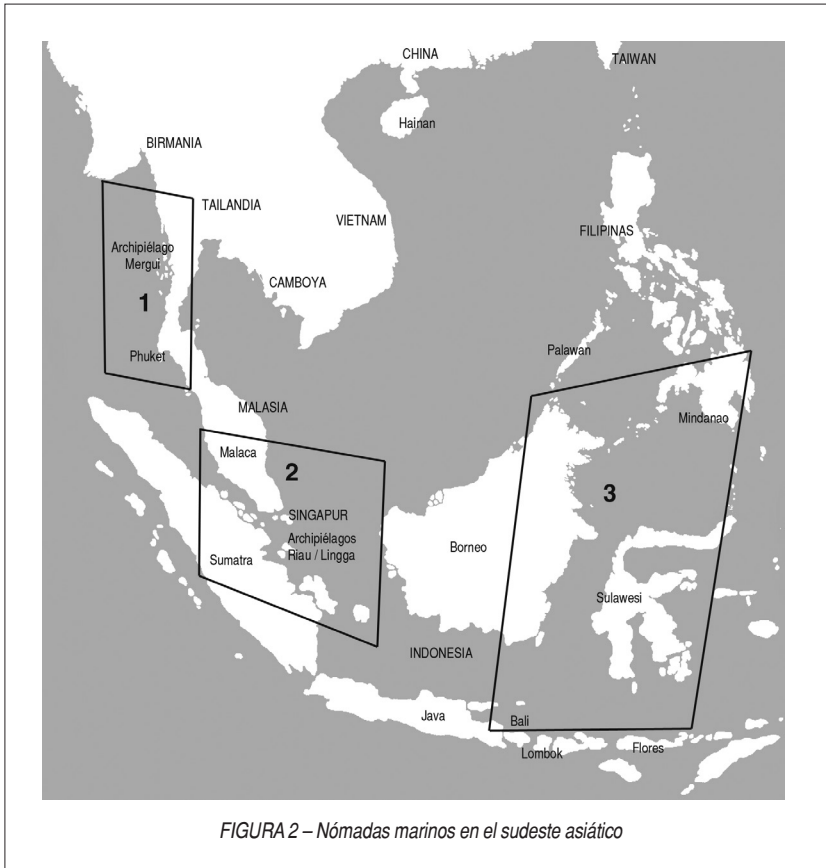 CHINA
TAIWAN
Hainan
BIRMANIA
TAILANDIA
VIETNAM
FILIPINAS
Archipiélago
Mergui
CAMBOYA
1
Phuket
Palawan
MALASIA
Mindanao
Malaca
2
3
SINGAPUR
Archipiélagos
Riau / Lingga
Borneo
Sumatra
Sulawesi
INDONESIA
Java
Bali
Lombok
Flores
FIGURA 2 – Nómadas marinos en el sudeste asiático